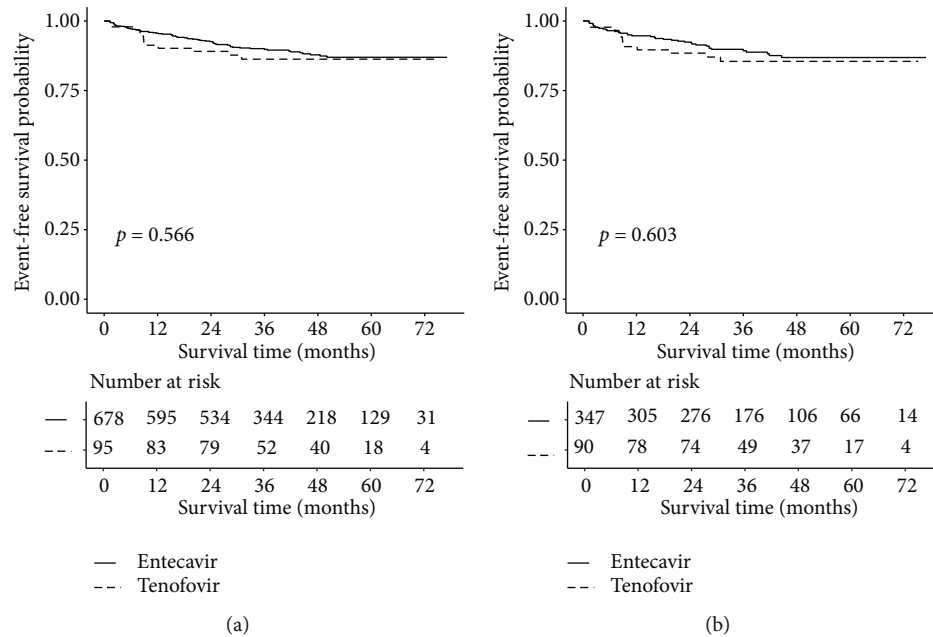 1.00
0.75
0.50
0.25
0.00
Event-free survival probability
p = 0.566
0 12 24 36 48 60 72
Survival time (months)
Number at risk
678 595 534 344 218 129 31
95 83 79 52 40 18 4
0 12 24 36 48 60 72
Survival time (months)
Entecavir
Tenofovir
(a)
1.00
0.75
0.50
0.25
0.00
Event-free survival probability
p = 0.603
0 12 24 36 48 60 72
Survival time (months)
Number at risk
347 305 276 176 106 66 14
90 78 74 49 37 17 4
0 12 24 36 48 60 72
Survival time (months)
Entecavir
Tenofovir
(b)